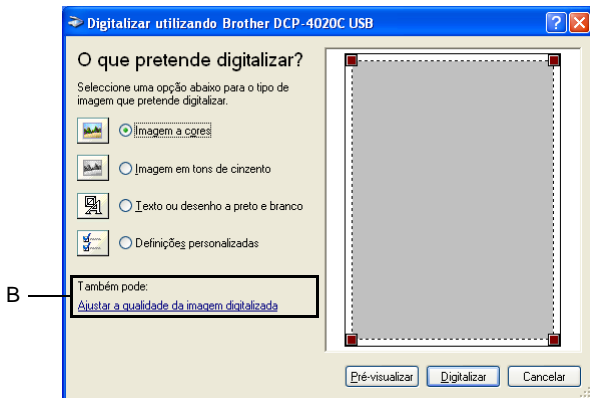 Digitalizar utilizando Brother DCP-4020C USB
O que pretende digitalizar?
Seleccione uma opção abaixo para o tipo de
imagem que pretende digitalizar.
Imagem a cores
Imagem em tons de cinzento
Texto ou desenho a preto e branco
Definições personalizadas
B
Também pode:
Ajustar a qualidade da imagem digitalizada
Pré-visualizar Digitalizar Cancelar